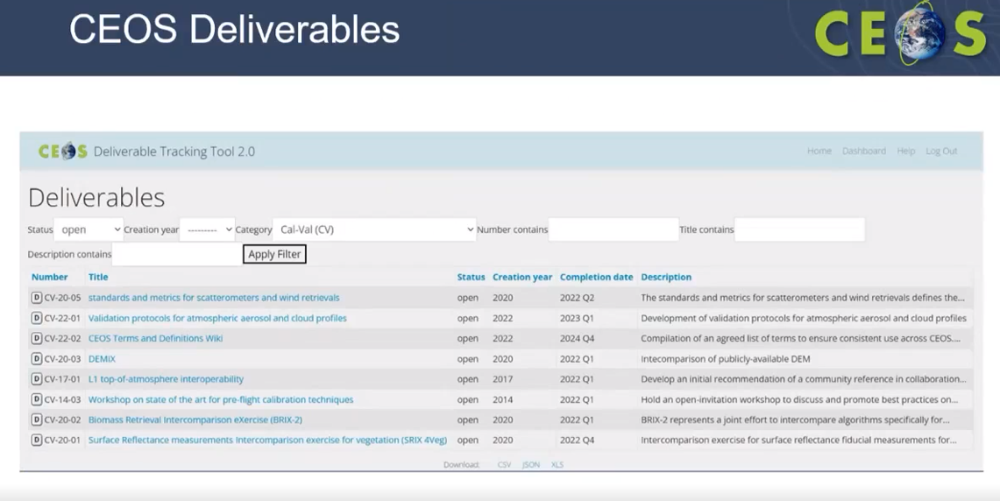 CEOS Deliverables
CEOS
CEOS Deliverable Tracking Tool 2.0
Home Dashboard Help Log Out
Deliverables
Status open Creation year --------- Category Cal-Val (CV) Number contains Title contains
Description contains Apply Filter
Number Title Status Creation year Completion date Description
D CV-20-05 standards and metrics for scatterometers and wind retrievals open 2020 2022 Q2 The standards and metrics for scatterometers and wind retrievals defines the...
D CV-22-01 Validation protocols for atmospheric aerosol and cloud profiles open 2022 2023 Q1 Development of validation protocols for atmospheric aerosol and cloud profiles
D CV-22-02 CEOS Terms and Definitions Wiki open 2022 2024 Q4 Compilation of an agreed list of terms to ensure consistent use across CEOS....
D CV-20-03 DEMIX open 2020 2022 Q1 Intecomparison of publicly-available DEM
D CV-17-01 L1 top-of-atmosphere interoperability open 2017 2022 Q1 Develop an initial recommendation of a community reference in collaboration...
D CV-14-03 Workshop on state of the art for pre-flight calibration techniques open 2014 2022 Q1 Hold an open-invitation workshop to discuss and promote best practices on...
D CV-20-02 Biomass Retrieval Intercomparison eXercise (BRIX-2) open 2020 2022 Q1 BRIX-2 represents a joint effort to intercompare algorithms specifically for...
D CV-20-01 Surface Reflectance measurements Intercomparison exercise for vegetation (SRIX 4Veg) open 2020 2022 Q4 Intercomparison exercise for surface reflectance fiducial measurements for...
Download: CSV JSON XLS